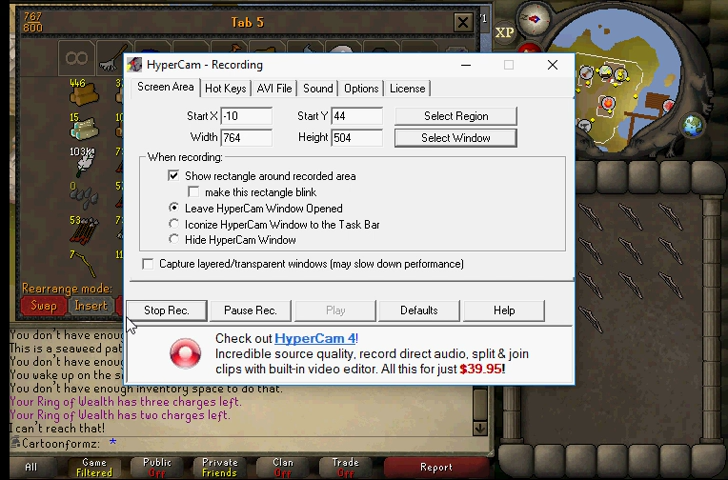 767
800
Tab 5
/1
XP
446
15
103K
0
53
7
Rearrange mode:
Swap
Insert
HyperCam - Recording
Screen Area
Hot Keys
AVI File
Sound
Options
License
Start X -10
Start Y 44
Select Region
Width 764
Height 504
Select Window
When recording:
Show rectangle around recorded area
make this rectangle blink
Leave HyperCam Window Opened
Iconize HyperCam Window to the Task Bar
Hide HyperCam Window
Capture layered/transparent windows (may slow down performance)
Stop Rec.
Pause Rec.
Play
Defaults
Help
Check out HyperCam 4!
Incredible source quality, record direct audio, split & join
clips with built-in video editor. All this for just $39.95!
You don't have enoug
This is a seaweed pat
You don't have enoug
You wake up on the s
You don't have enough inventory space to do that.
Your Ring of Wealth has three charges left.
Your Ring of Wealth has two charges left.
I can't reach that!
Cartoonformz: *
All
Game
Filtered
Public
Off
Private
Friends
Clan
Off
Trade
Off
Report